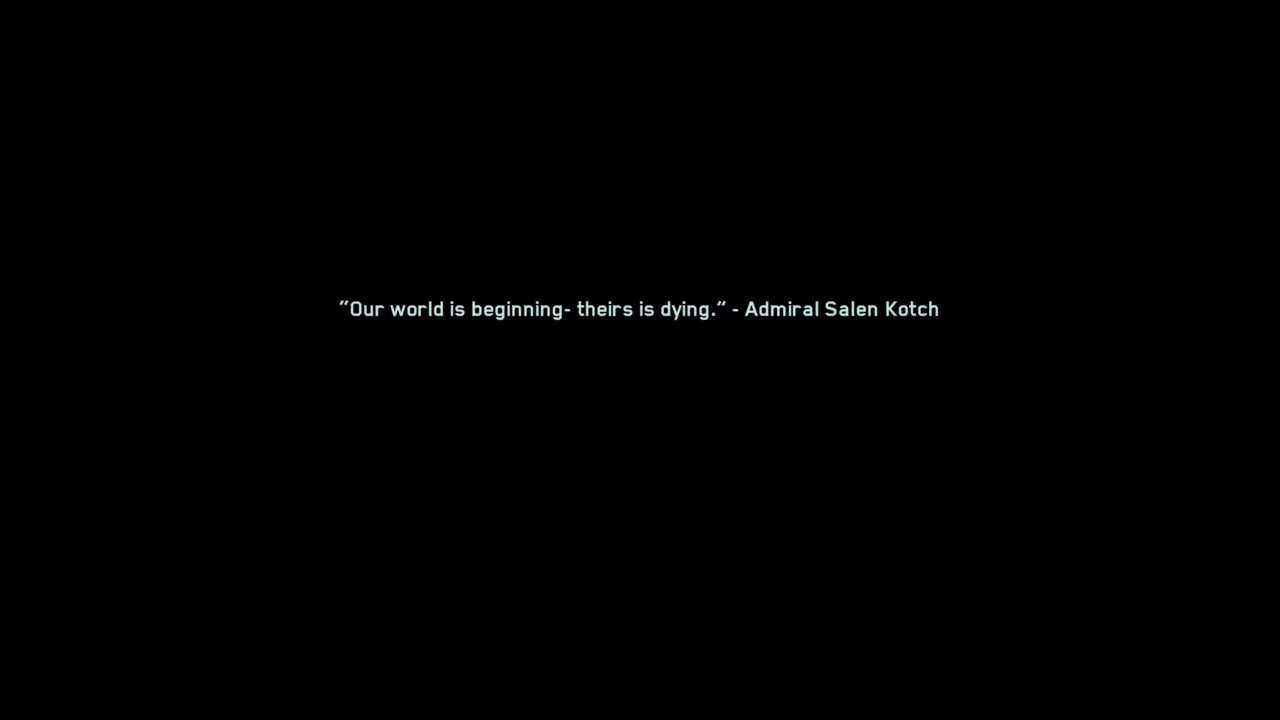 “Our world is beginning- theirs is dying.” - Admiral Salen Kotch